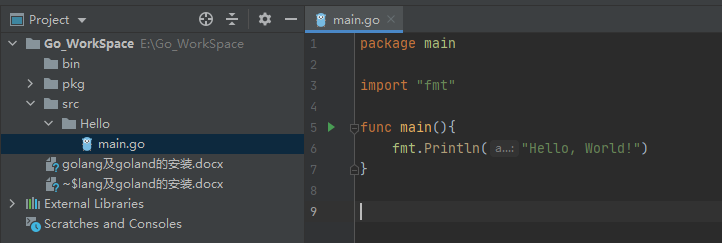 Project
main.go
Go_WorkSpace E:\Go_WorkSpace
bin
pkg
src
Hello
main.go
golang及goland的安装.docx
~$lang及goland的安装.docx
External Libraries
Scratches and Consoles
1 package main
2
3 import "fmt"
4
5 func main(){
6 fmt.Println( a...: "Hello, World!")
7 }
8
9